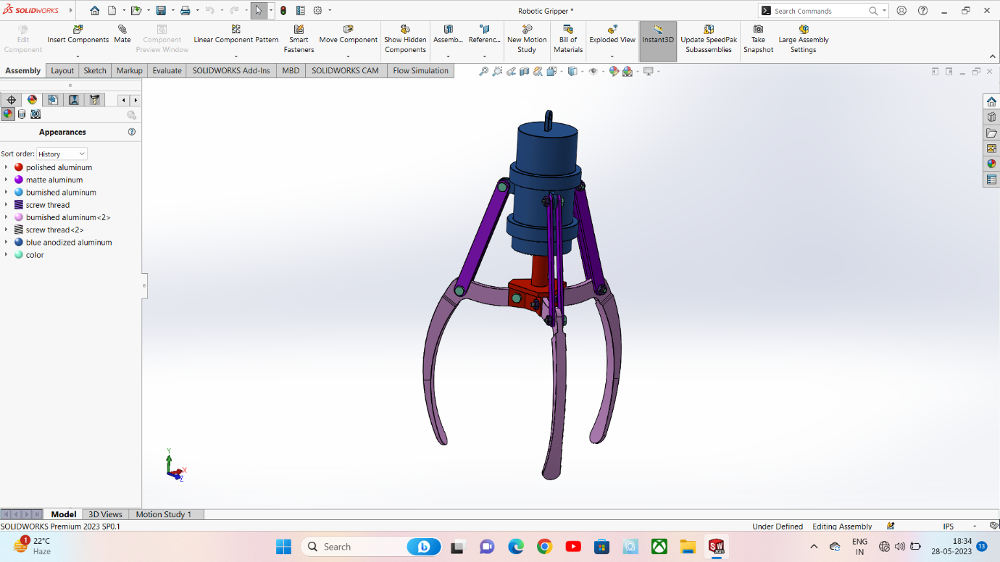 SOLIDWORKS
Robotic Gripper *
Search Commands
Edit
Component
Insert Components
Mate
Component
Preview Window
Linear Component Pattern
Smart
Fasteners
Move Component
Show Hidden
Components
Assemb...
Referenc...
New Motion
Study
Bill of
Materials
Exploded View
Instant3D
Update SpeedPak
Subassemblies
Take
Snapshot
Large Assembly
Settings
Assembly Layout Sketch Markup Evaluate SOLIDWORKS Add-Ins MBD SOLIDWORKS CAM Flow Simulation
Appearances
Sort order: History
polished aluminum
matte aluminum
burnished aluminum
screw thread
burnished aluminum<2>
screw thread<2>
blue anodized aluminum
color
Y
X
Z
Model 3D Views Motion Study 1
SOLIDWORKS Premium 2023 SP0.1
Under Defined Editing Assembly IPS -
1
22°C
Haze
Search
SW
2023
ENG
IN
18:34
28-05-2023
13